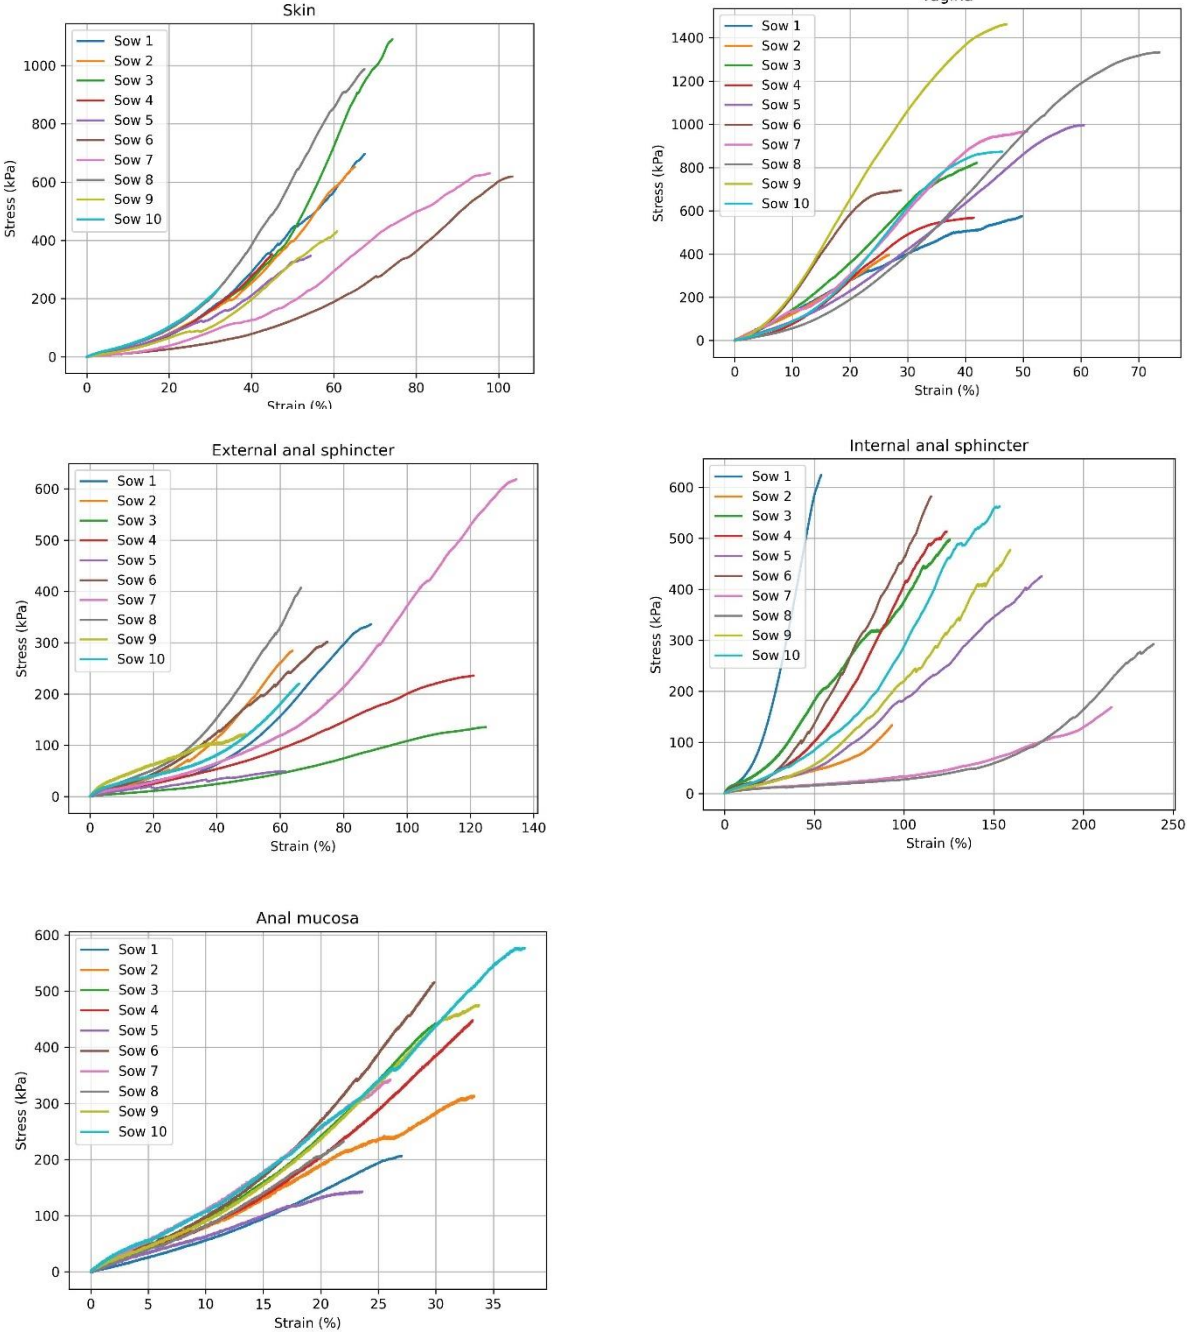 Skin
Stress (kPa)
1000
800
600
400
200
0
Sow 1
Sow 2
Sow 3
Sow 4
Sow 5
Sow 6
Sow 7
Sow 8
Sow 9
Sow 10
0 20 40 60 80 100
Strain (%)
Stress (kPa)
1400
1200
1000
800
600
400
200
0
Sow 1
Sow 2
Sow 3
Sow 4
Sow 5
Sow 6
Sow 7
Sow 8
Sow 9
Sow 10
0 10 20 30 40 50 60 70
Strain (%)
External anal sphincter
Stress (kPa)
600
500
400
300
200
100
0
Sow 1
Sow 2
Sow 3
Sow 4
Sow 5
Sow 6
Sow 7
Sow 8
Sow 9
Sow 10
0 20 40 60 80 100 120 140
Strain (%)
Internal anal sphincter
Stress (kPa)
600
500
400
300
200
100
0
Sow 1
Sow 2
Sow 3
Sow 4
Sow 5
Sow 6
Sow 7
Sow 8
Sow 9
Sow 10
0 50 100 150 200 250
Strain (%)
Anal mucosa
Stress (kPa)
600
500
400
300
200
100
0
Sow 1
Sow 2
Sow 3
Sow 4
Sow 5
Sow 6
Sow 7
Sow 8
Sow 9
Sow 10
0 5 10 15 20 25 30 35
Strain (%)